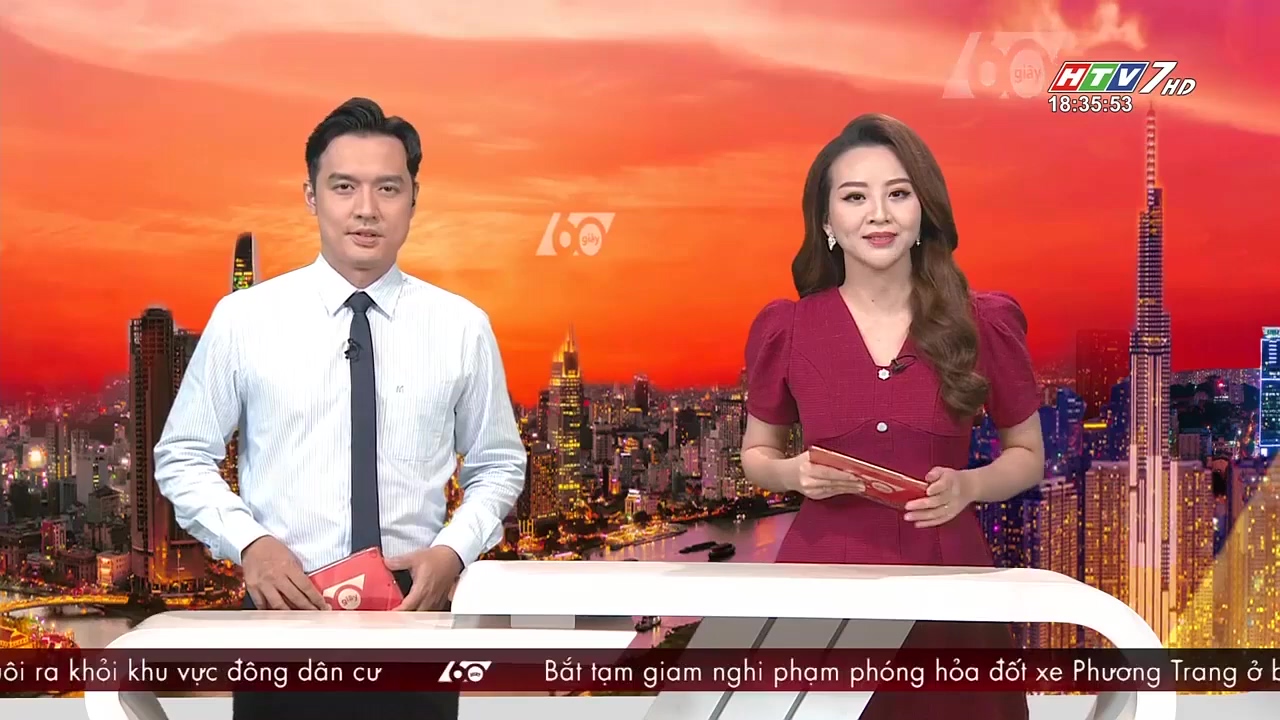 60 giây
HTV7 HD
18:35:53
60 giây
M
60 giây
uôi ra khỏi khu vực đông dân cư 60 giây Bắt tạm giam nghi phạm phóng hỏa đốt xe Phương Trang ở b